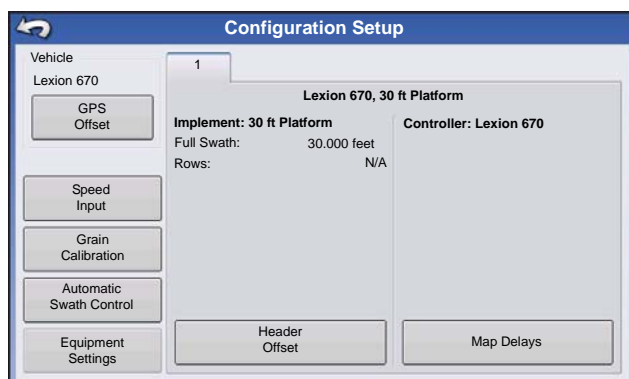 Configuration Setup
Vehicle
Lexion 670
GPS
Offset
Speed
Input
Grain
Calibration
Automatic
Swath Control
Equipment
Settings
1
Lexion 670, 30 ft Platform
Implement: 30 ft Platform
Full Swath: 30.000 feet
Rows: N/A
Header
Offset
Controller: Lexion 670
Map Delays